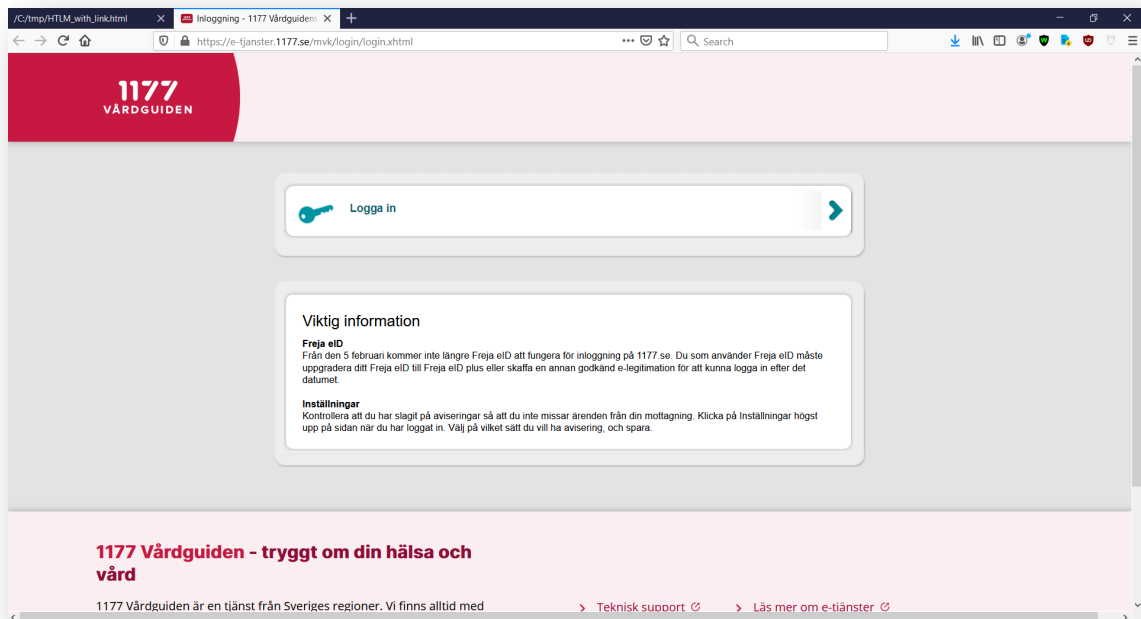 /C:/tmp/HTLM_with_link.html
Inloggning - 1177 Vårdguidens
https://e-tjanster.1177.se/mvk/login/login.xhtml
Search
1177
VÅRDGUIDEN
Logga in
Viktig information
Freja eID
Från den 5 februari kommer inte längre Freja eID att fungera för inloggning på 1177.se. Du som använder Freja eID måste
uppgradera ditt Freja eID till Freja eID plus eller skaffa en annan godkänd e-legitimation för att kunna logga in efter det
datumet.
Inställningar
Kontrollera att du har slagit på aviseringar så att du inte missar ärenden från din mottagning. Klicka på Inställningar högst
upp på sidan när du har loggat in. Välj på vilket sätt du vill ha avisering, och spara.
1177 Vårdguiden - tryggt om din hälsa och
vård
1177 Vårdguiden är en tjänst från Sveriges regioner. Vi finns alltid med
Teknisk support
Läs mer om e-tjänster